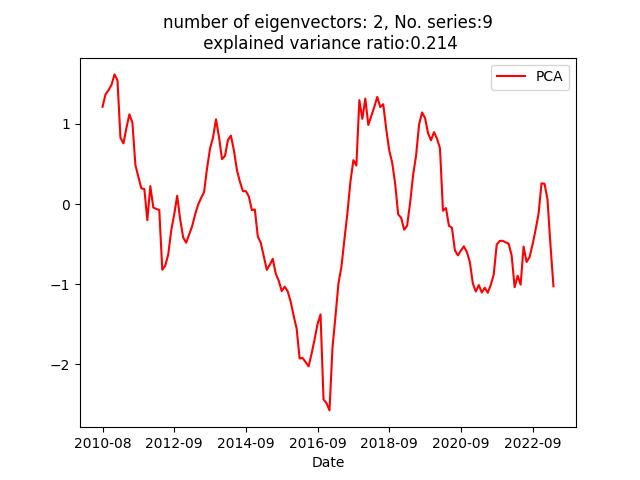 number of eigenvectors: 2, No. series:9
explained variance ratio:0.214
PCA
1
0
−1
−2
2010-08 2012-09 2014-09 2016-09 2018-09 2020-09 2022-09
Date